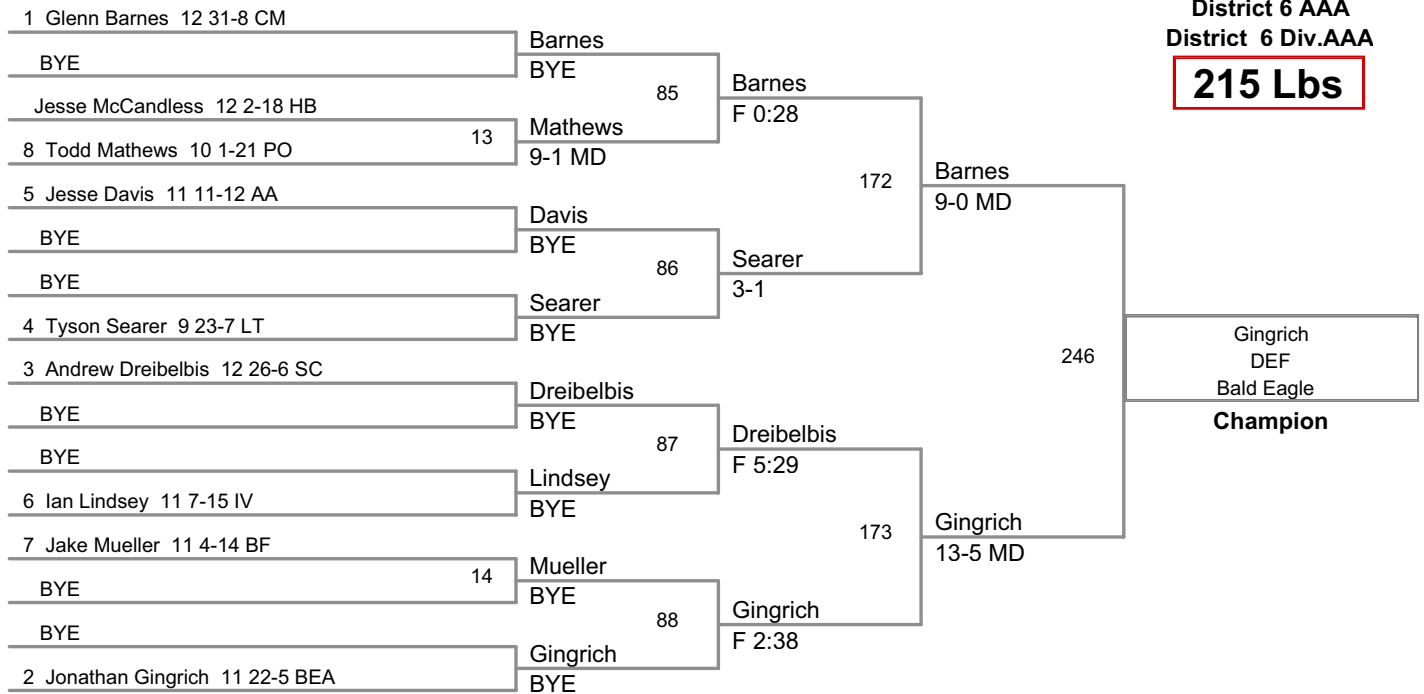 District 6 AAA
District 6 Div.AAA
215 Lbs
1 Glenn Barnes 12 31-8 CM
BYE
Jesse McCandless 12 2-18 HB
8 Todd Mathews 10 1-21 PO
5 Jesse Davis 11 11-12 AA
BYE
BYE
4 Tyson Searer 9 23-7 LT
3 Andrew Dreibelbis 12 26-6 SC
BYE
BYE
6 Ian Lindsey 11 7-15 IV
7 Jake Mueller 11 4-14 BF
BYE
BYE
2 Jonathan Gingrich 11 22-5 BEA
13
14
Barnes
BYE
Mathews
9-1 MD
Davis
BYE
Searer
BYE
Dreibelbis
BYE
Lindsey
BYE
Mueller
BYE
Gingrich
BYE
85
86
87
88
Barnes
F 0:28
Searer
3-1
Dreibelbis
F 5:29
Gingrich
F 2:38
172
173
Barnes
9-0 MD
Gingrich
13-5 MD
246
Gingrich
DEF
Bald Eagle
Champion